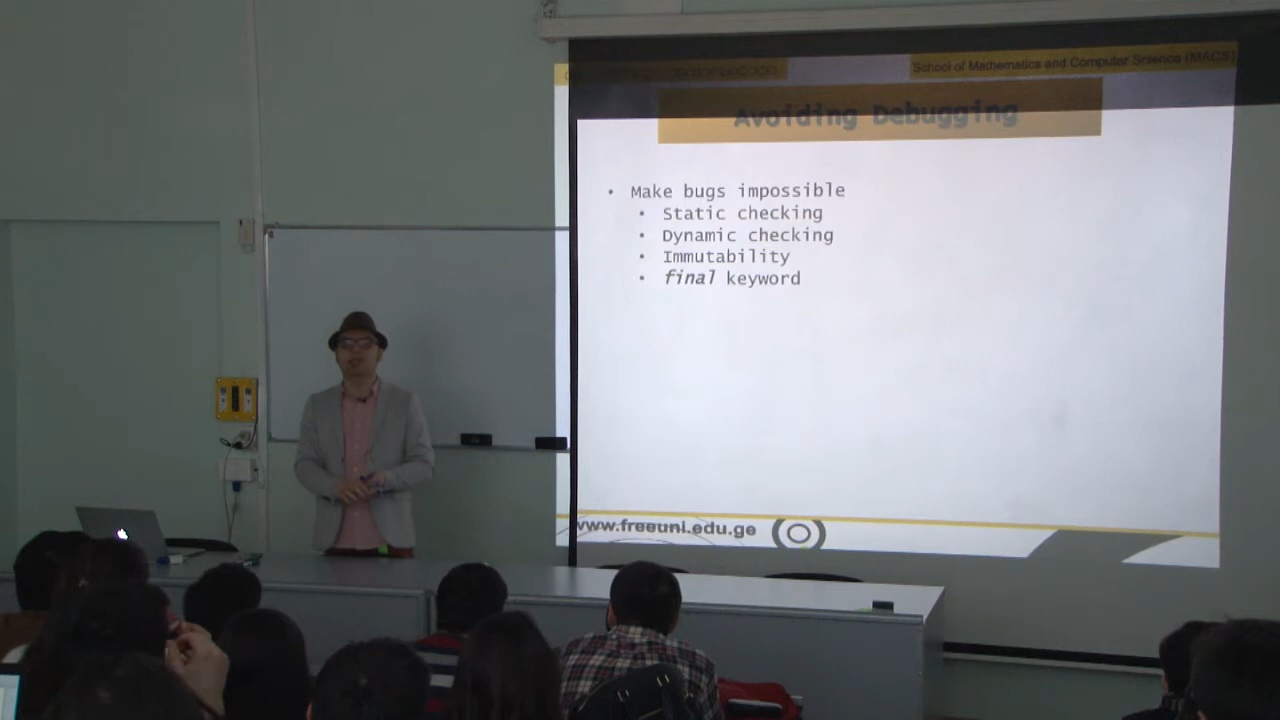 School of Mathematics and Computer Science (MACS)
Avoiding Debugging
• Make bugs impossible
• Static checking
• Dynamic checking
• Immutability
• final keyword
www.freeuni.edu.ge